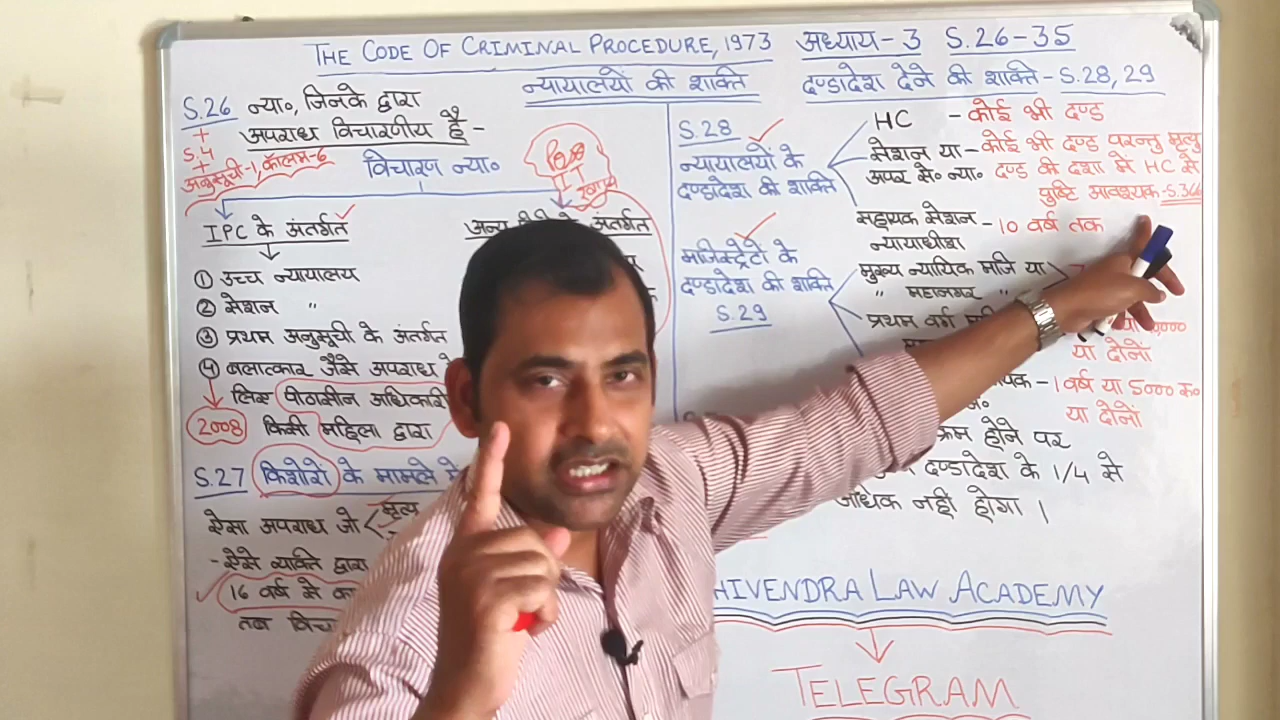 THE CODE OF CRIMINAL PROCEDURE, 1973 अध्याय-3 S.26-35
न्यायालयों की शक्ति
दण्डादेश देने की शक्ति - S.28, 29
S.26 न्या०, जिनके द्वारा
अपराध विचारणीय है -
+
S.4
+
अनुसूची-1, कॉलम-6
विचारण न्या०
IPC के अंतर्गत
① उच्च न्यायालय
② सेशन "
③ प्रथम अनुसूची के अंतर्गत
④ बलात्कार जैसे अपराध
जिस पीठासीन अधिकारी
2008 किसी महिला द्वारा
अन्य के अंतर्गत
S.27 किशोरों के मामले
ऐसा अपराध जो मृत्यु
- ऐसे व्यक्ति द्वारा
16 वर्ष से
तब
S.28
न्यायालयों के
दण्डादेश की शक्ति
HC - कोई भी दण्ड
सेशन या - कोई भी दण्ड परन्तु मृत्यु
अपर से० न्या० दण्ड की दशा में HC से
पुष्टि आवश्यक - S.366
सहायक सेशन - 10 वर्ष तक
न्यायाधीश
मजिस्ट्रेटों के
दण्डादेश की शक्ति
S.29
मुख्य न्यायिक मजि या
" महानगर "
प्रथम वर्ग
या दोनों
- 1 वर्ष या 5000 रू०
या दोनों
क्रम होने पर
दण्डादेश के 1/4 से
अधिक नहीं होगा ।
HIVENDRA LAW ACADEMY
TELEGRAM